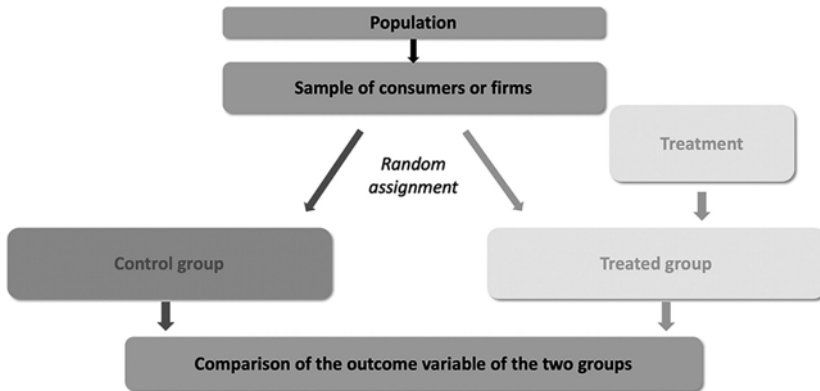 Population
Sample of consumers or firms
Treatment
Random
assignment
Control group
Treated group
Comparison of the outcome variable of the two groups